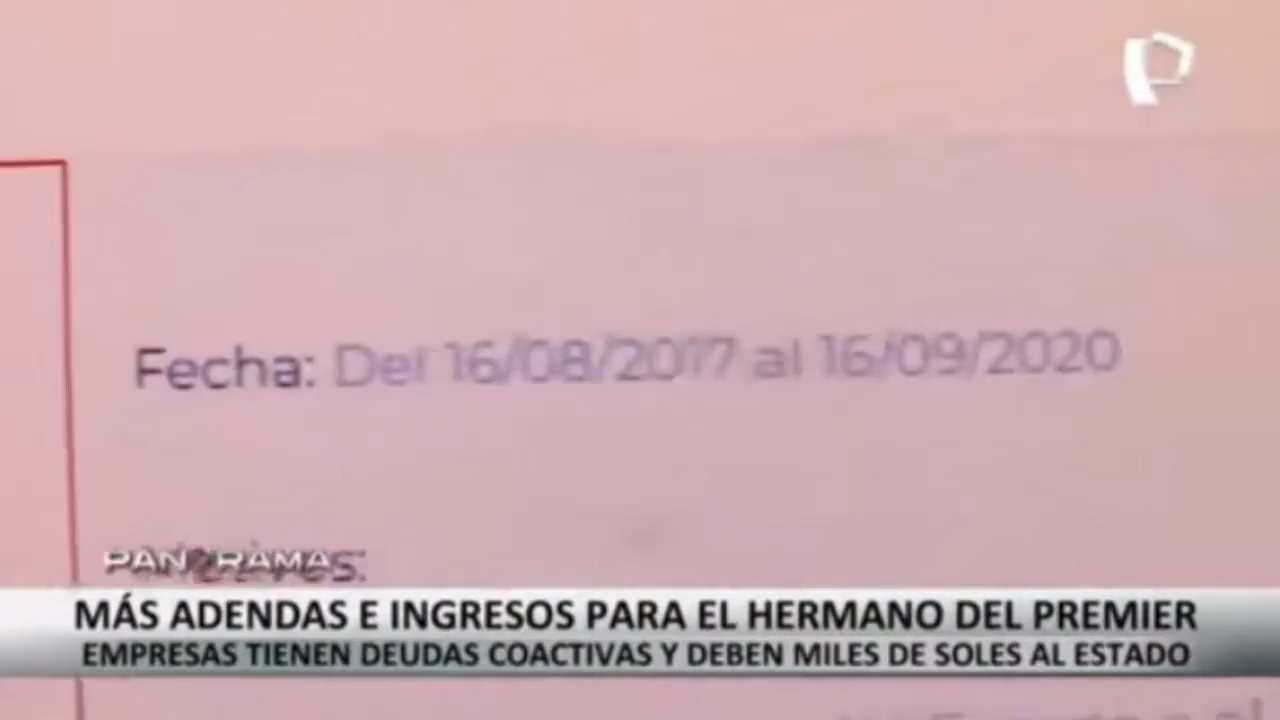 Fecha: Del 16/08/2017 al 16/09/2020
PANORAMA
MÁS ADENDAS E INGRESOS PARA EL HERMANO DEL PREMIER
EMPRESAS TIENEN DEUDAS COACTIVAS Y DEBEN MILES DE SOLES AL ESTADO